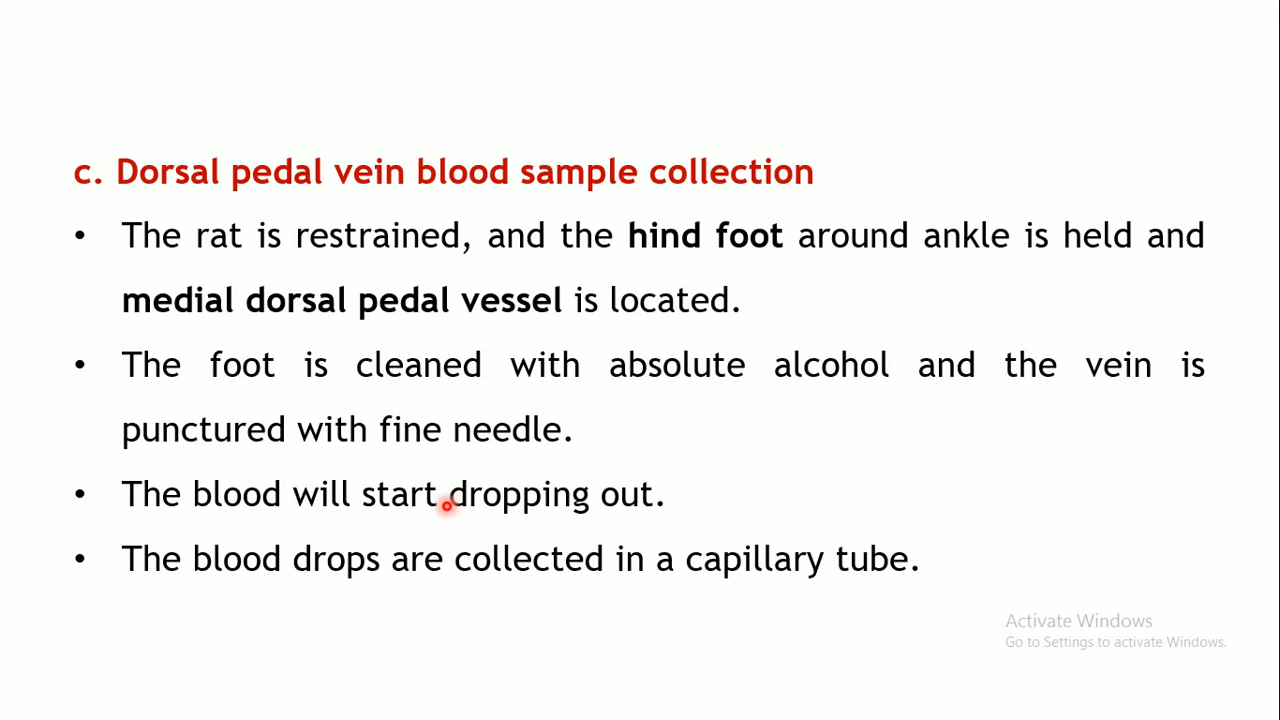 c. Dorsal pedal vein blood sample collection
• The rat is restrained, and the hind foot around ankle is held and
medial dorsal pedal vessel is located.
• The foot is cleaned with absolute alcohol and the vein is
punctured with fine needle.
• The blood will start dropping out.
• The blood drops are collected in a capillary tube.
Activate Windows
Go to Settings to activate Windows.